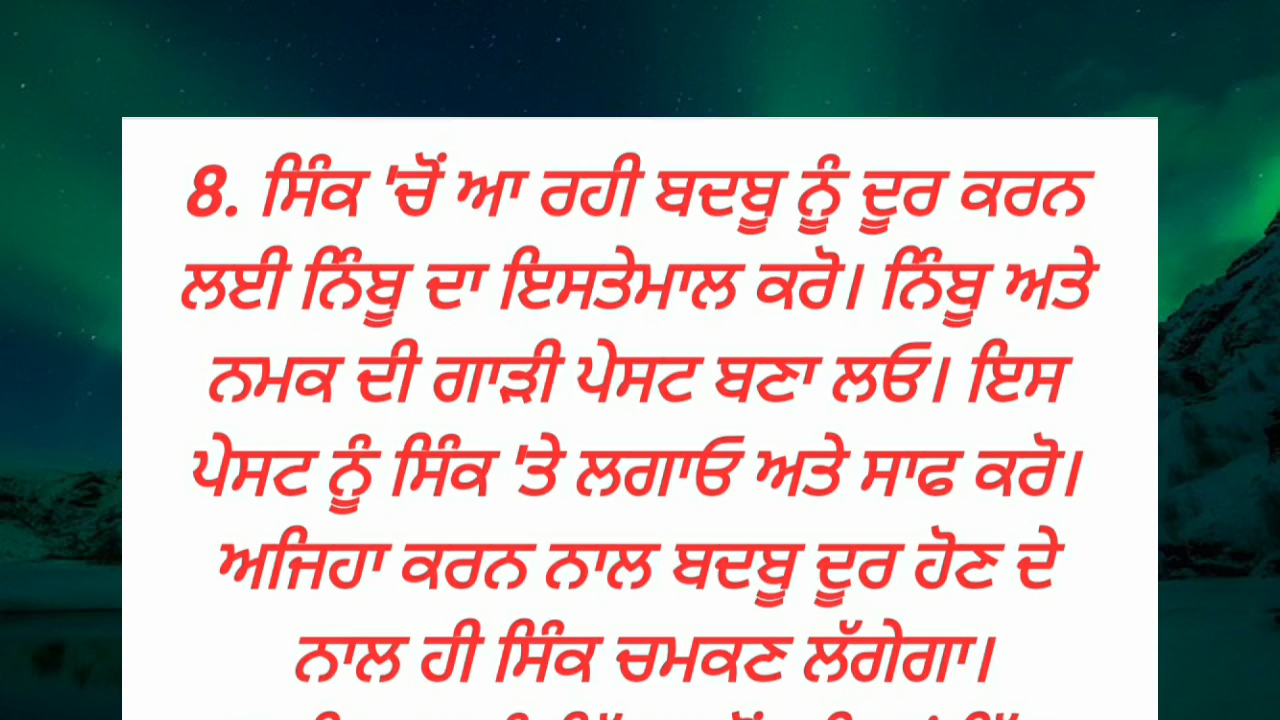 8. ਸਿੰਕ 'ਚੋਂ ਆ ਰਹੀ ਬਦਬੂ ਨੂੰ ਦੂਰ ਕਰਨ
ਲਈ ਨਿੰਬੂ ਦਾ ਇਸਤੇਮਾਲ ਕਰੋ। ਨਿੰਬੂ ਅਤੇ
ਨਮਕ ਦੀ ਗਾੜੀ ਪੇਸਟ ਬਣਾ ਲਓ। ਇਸ
ਪੇਸਟ ਨੂੰ ਸਿੰਕ 'ਤੇ ਲਗਾਓ ਅਤੇ ਸਾਫ ਕਰੋ।
ਅਜਿਹਾ ਕਰਨ ਨਾਲ ਬਦਬੂ ਦੂਰ ਹੋਣ ਦੇ
ਨਾਲ ਹੀ ਸਿੰਕ ਚਮਕਣ ਲੱਗੇਗਾ।